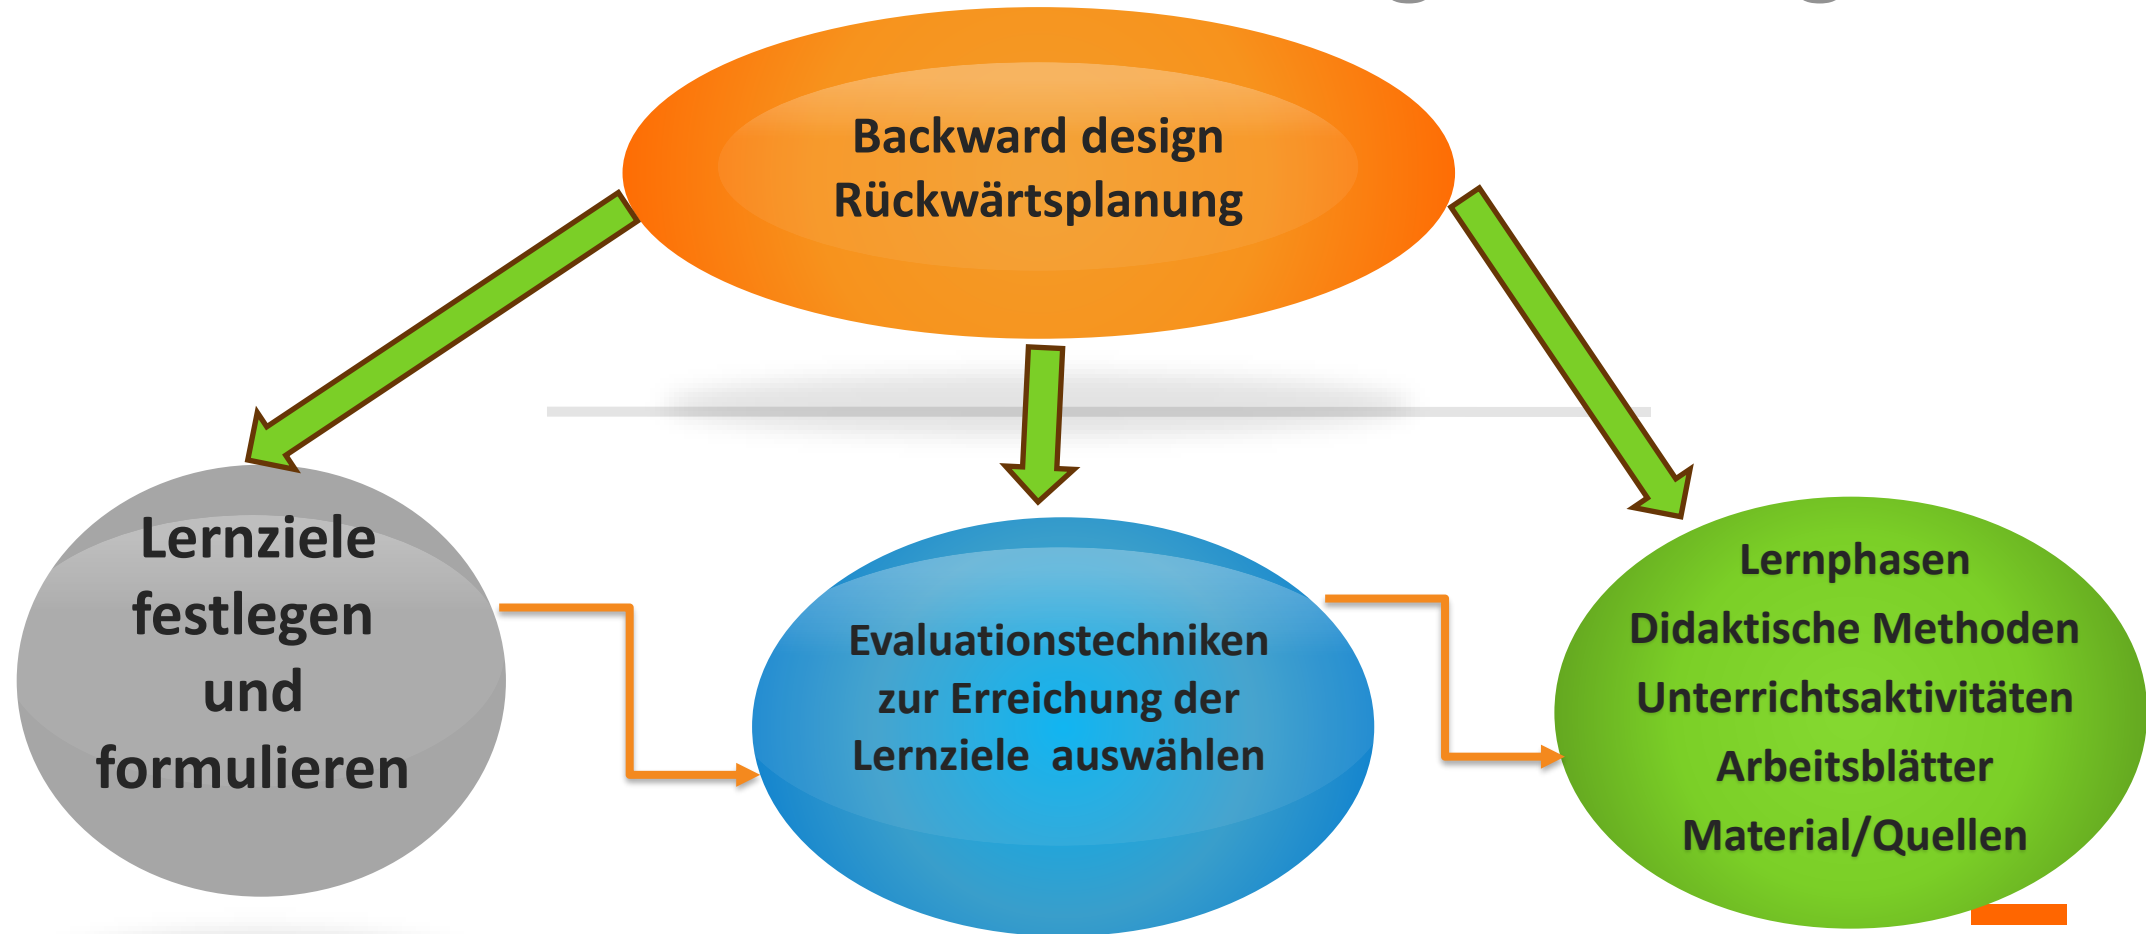 Backward design
Rückwärtsplanung
Lernziele
festlegen
und
formulieren
Evaluationstechniken
zur Erreichung der
Lernziele auswählen
Lernphasen
Didaktische Methoden
Unterrichtsaktivitäten
Arbeitsblätter
Material/Quellen